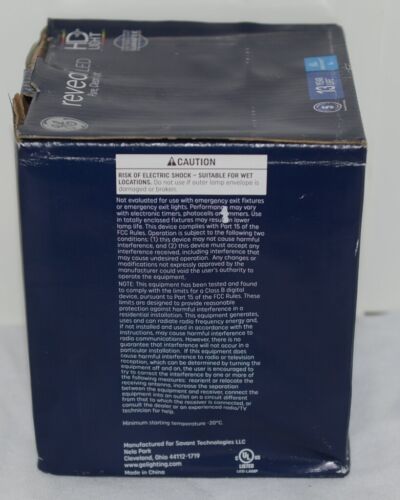 GE
revealLED
Pure. Beautiful.
HD
LIGHT
13 YEAR
LIFE
CAUTION
RISK OF ELECTRIC SHOCK – SUITABLE FOR WET
LOCATIONS. Do not use if outer lamp envelope is
damaged or broken.
Not evaluated for use with emergency exit fixtures
or emergency exit lights. Performance may vary
with electronic timers, photocells or dimmers. Use
in totally enclosed fixtures may result in lower
lamp life. This device complies with Part 15 of the
FCC Rules. Operation is subject to the following two
conditions: (1) this device may not cause harmful
interference, and (2) this device must accept any
interference received, including interference that
may cause undesired operation. Any changes or
modifications not expressly approved by the
manufacturer could void the user's authority to
operate the equipment.
NOTE: This equipment has been tested and found
to comply with the limits for a Class B digital
device, pursuant to Part 15 of the FCC Rules. These
limits are designed to provide reasonable
protection against harmful interference in a
residential installation. This equipment generates,
uses and can radiate radio frequency energy and,
if not installed and used in accordance with the
instructions, may cause harmful interference to
radio communications. However, there is no
guarantee that interference will not occur in a
particular installation. If this equipment does
cause harmful interference to radio or television
reception, which can be determined by turning the
equipment off and on, the user is encouraged to
try to correct the interference by one or more of
the following measures: reorient or relocate the
receiving antenna, increase the separation
between the equipment and receiver, connect the
equipment into an outlet on a circuit different
from that to which the receiver is connected, or
consult the dealer or an experienced radio/TV
technician for help.
Minimum starting temperature -20°C.
Manufactured for Savant Technologies LLC
Nela Park
Cleveland, Ohio 44112-1719
www.gelighting.com
Made in China
UL
US
LISTED
LED LAMP